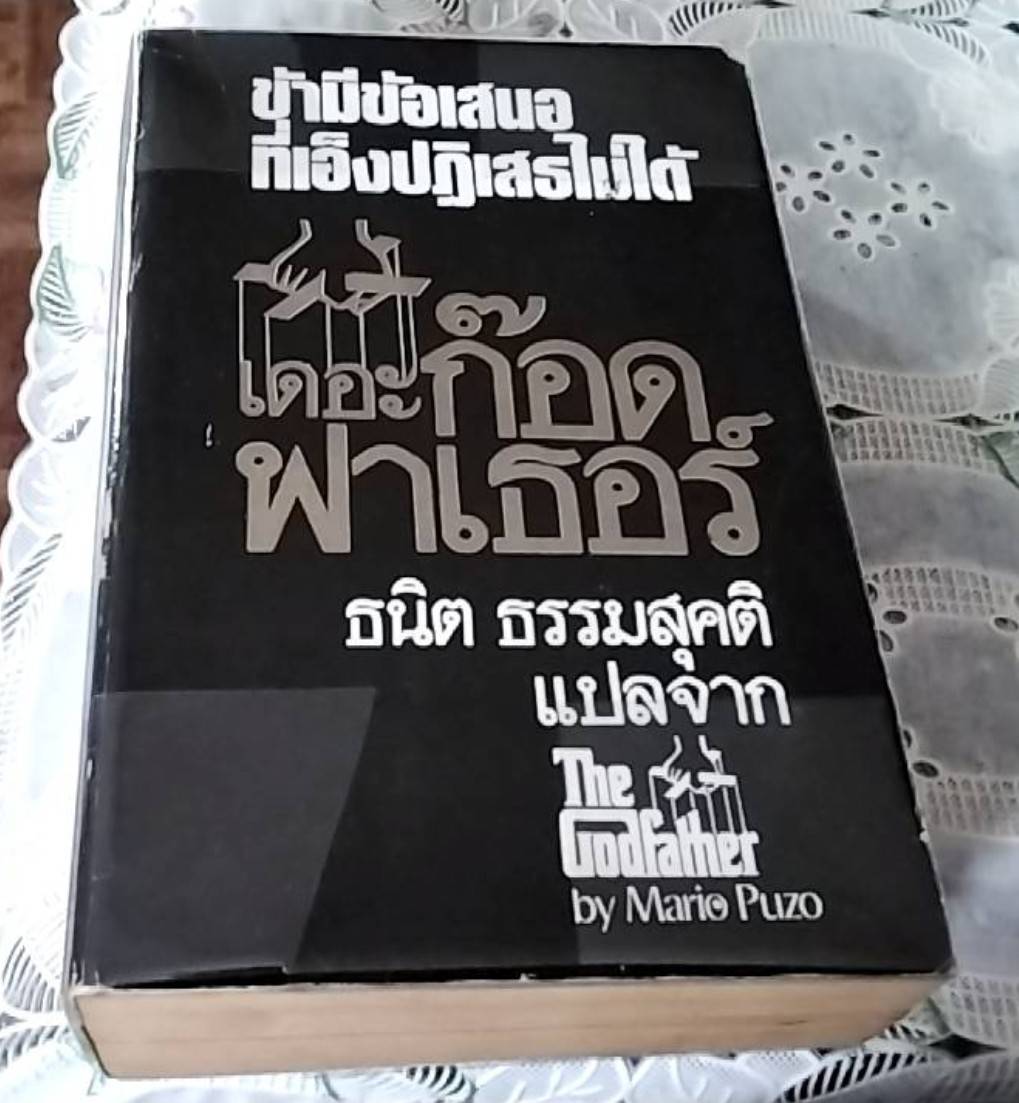 ข้ามีข้อเสนอ
ที่เอ็งปฏิเสธไม่ได้
เดอะก๊อด
ฟาเธอร์
ธนิต ธรรมสุคติ
แปลจาก
The
Godfather
by Mario Puzo